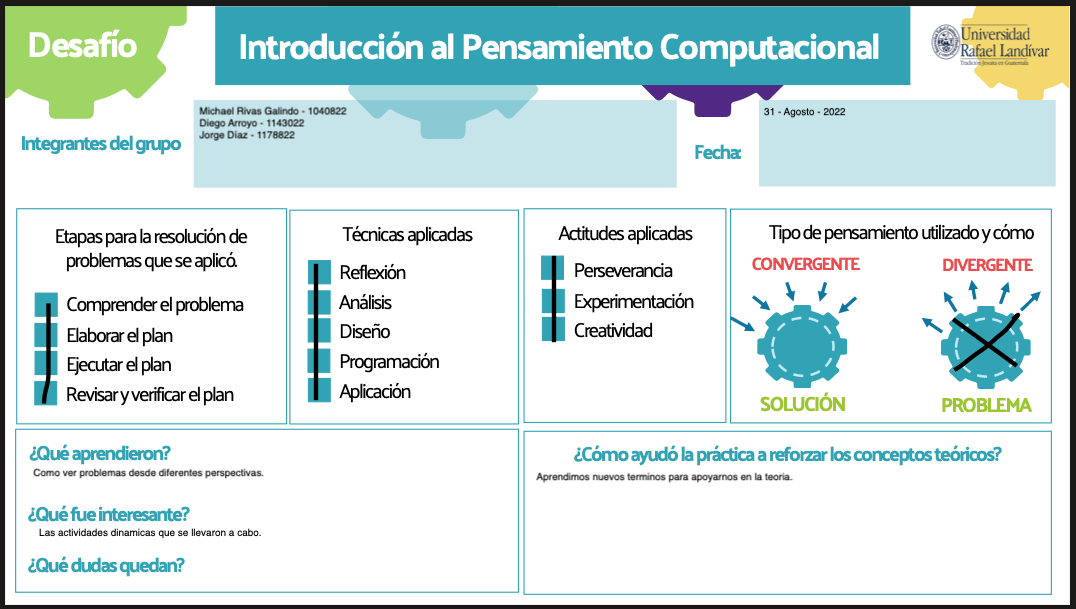 Desafío
Introducción al Pensamiento Computacional
Universidad
Rafael Landívar
Tradición Jesuita en Guatemala
Integrantes del grupo
Michael Rivas Galindo - 1040822
Diego Arroyo - 1143022
Jorge Díaz - 1178822
Fecha:
31 - Agosto - 2022
Etapas para la resolución de
problemas que se aplicó.
Comprender el problema
Elaborar el plan
Ejecutar el plan
Revisar y verificar el plan
Técnicas aplicadas
Reflexión
Análisis
Diseño
Programación
Aplicación
Actitudes aplicadas
Perseverancia
Experimentación
Creatividad
Tipo de pensamiento utilizado y cómo
CONVERGENTE
DIVERGENTE
SOLUCIÓN
PROBLEMA
¿Qué aprendieron?
Como ver problemas desde diferentes perspectivas.
¿Qué fue interesante?
Las actividades dinamicas que se llevaron a cabo.
¿Qué dudas quedan?
¿Cómo ayudó la práctica a reforzar los conceptos teóricos?
Aprendimos nuevos terminos para apoyarnos en la teoria.